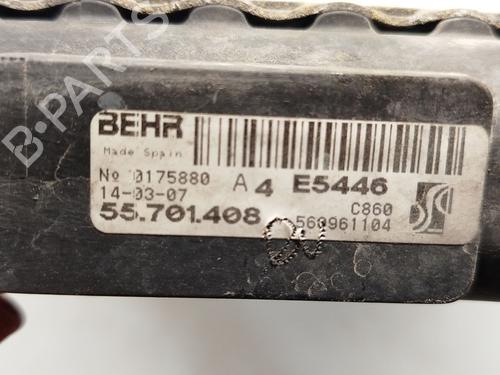 B-PARTS
BEHR
Made Spain
No 0175880 A 4 E5446
14-03-07 C860
55.701.408 560961104